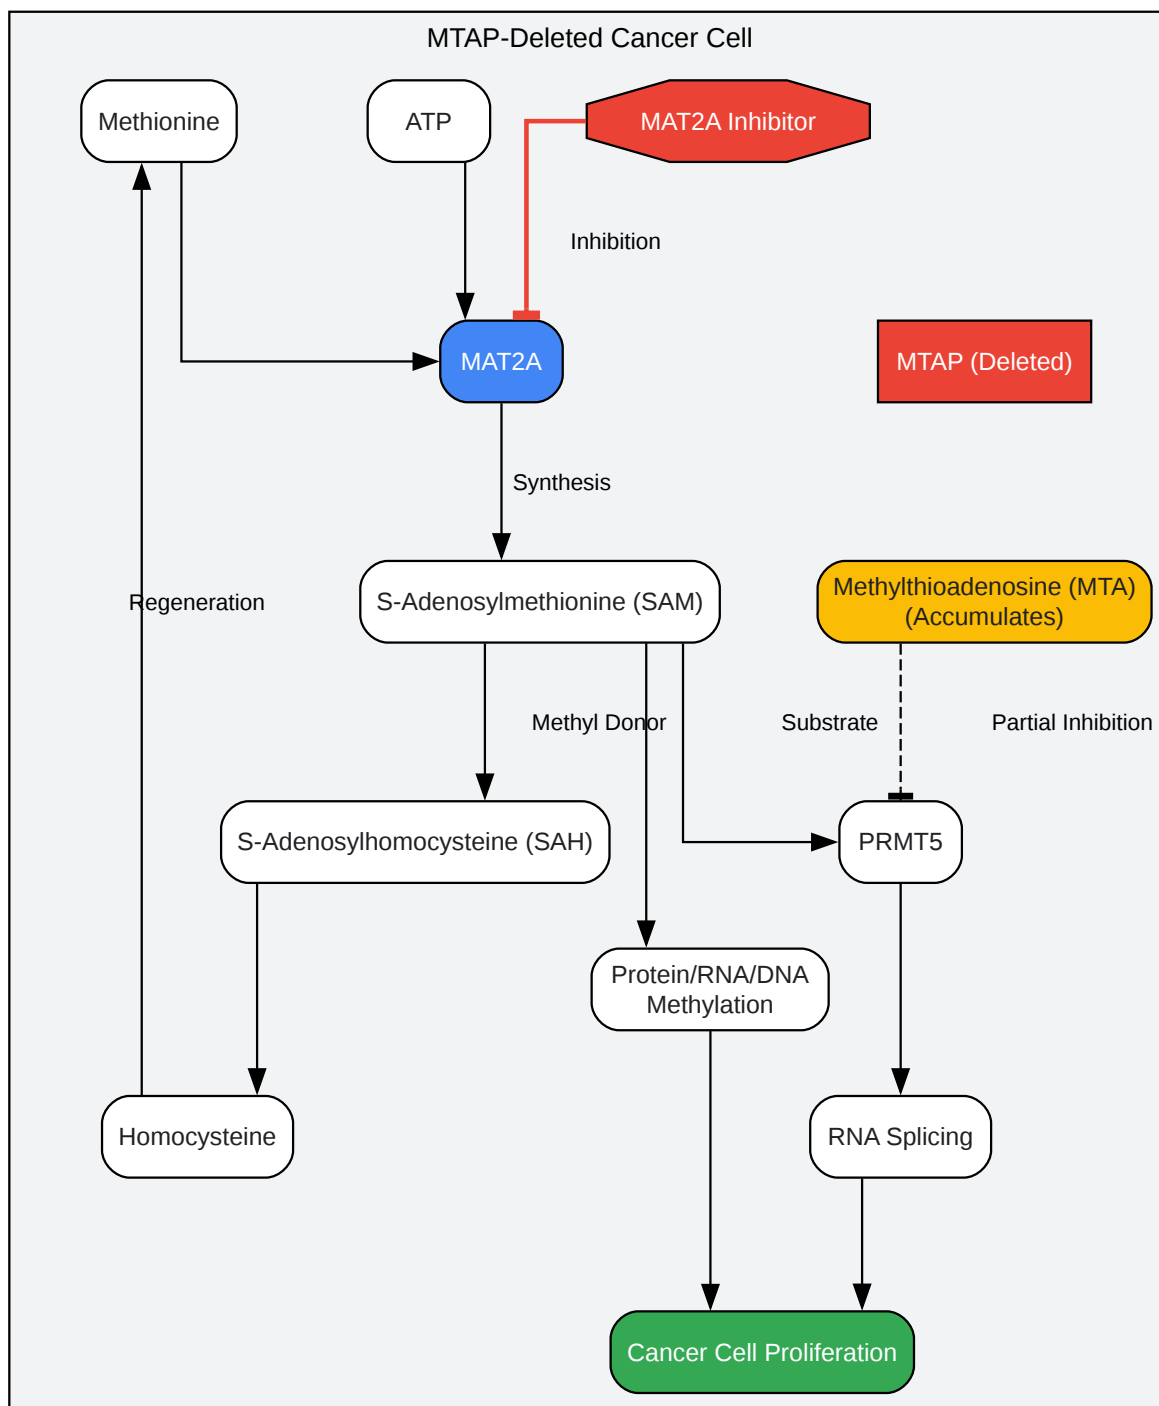 MTAP-Deleted Cancer Cell
Methionine
ATP
MAT2A Inhibitor
Inhibition
MAT2A
MTAP (Deleted)
Synthesis
S-Adenosylmethionine (SAM)
Methylthioadenosine (MTA)
(Accumulates)
Regeneration
Methyl Donor
Substrate
Partial Inhibition
S-Adenosylhomocysteine (SAH)
PRMT5
Protein/RNA/DNA
Methylation
Homocysteine
RNA Splicing
Cancer Cell Proliferation